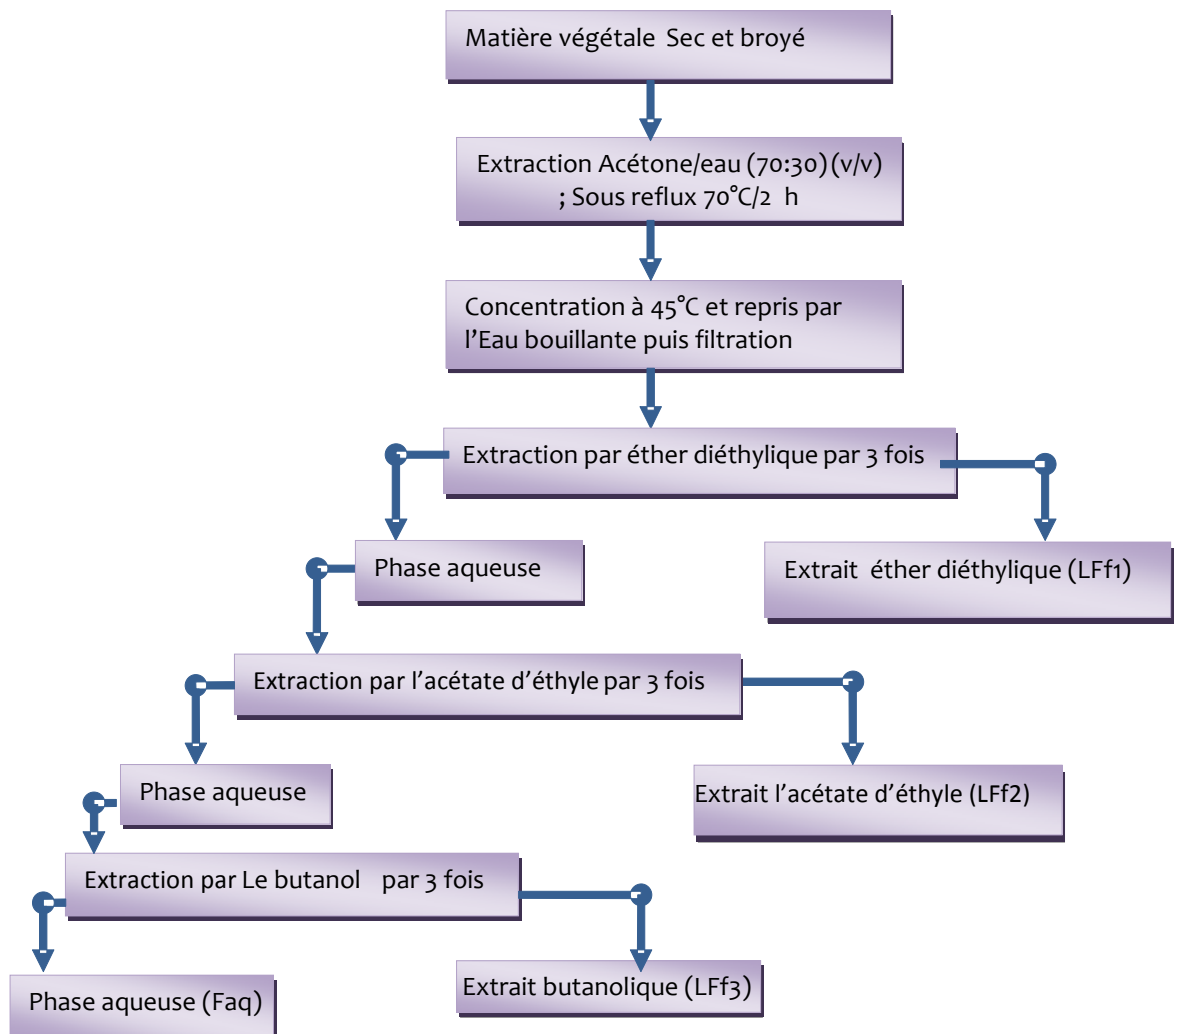 Matière végétale Sec et broyé
Extraction Acétone/eau (70:30) (v/v)
; Sous reflux 70°C/2 h
Concentration à 45°C et repris par
l'Eau bouillante puis filtration
Extraction par éther diéthylique par 3 fois
Phase aqueuse
Extrait éther diéthylique (LFf1)
Extraction par l'acétate d'éthyle par 3 fois
Phase aqueuse
Extrait l'acétate d'éthyle (LFf2)
Extraction par Le butanol par 3 fois
Phase aqueuse (Faq)
Extrait butanolique (LFf3)